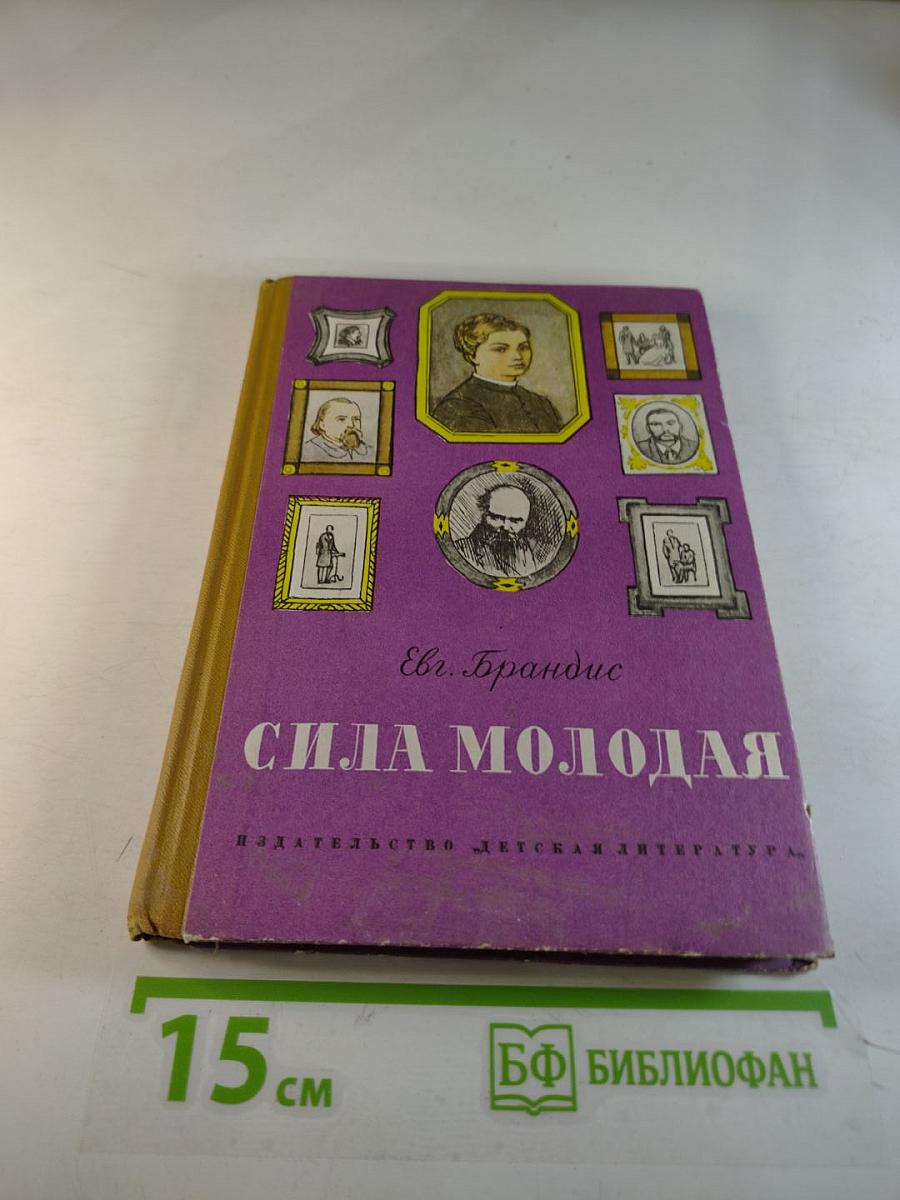 Евг. Брандис
СИЛА МОЛОДАЯ
ИЗДАТЕЛЬСТВО „ДЕТСКАЯ ЛИТЕРАТУРА„
15 см
БФ БИБЛИОФАН